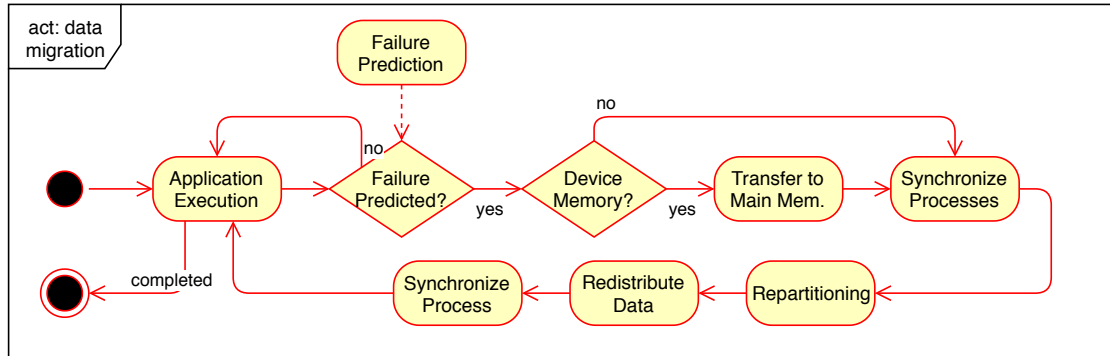 act: data
migration
Failure
Prediction
no
no
Application
Execution
Failure
Predicted?
yes
Device
Memory?
yes
Transfer to
Main Mem.
Synchronize
Processes
completed
Synchronize
Process
Redistribute
Data
Repartitioning